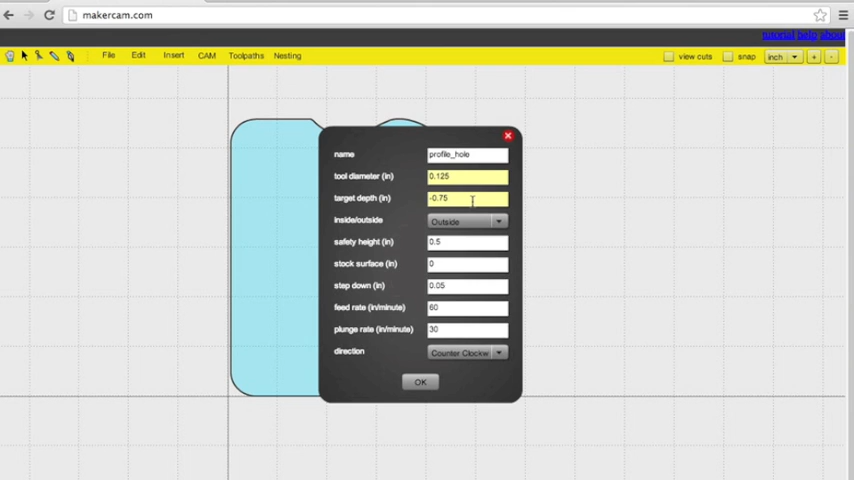 makercam.com
tutorial help about
File Edit Insert CAM Toolpaths Nesting view cuts snap inch + -
name profile_hole
tool diameter (in) 0.125
target depth (in) -0.75
inside/outside Outside
safety height (in) 0.5
stock surface (in) 0
step down (in) 0.05
feed rate (in/minute) 60
plunge rate (in/minute) 30
direction Counter Clockw
OK